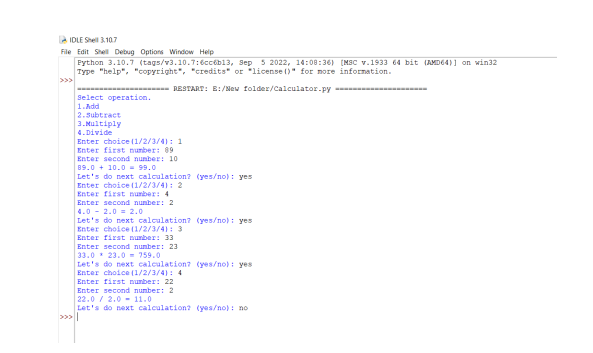 IDLE Shell 3.10.7
File Edit Shell Debug Options Window Help
Python 3.10.7 (tags/v3.10.7:6cc6b13, Sep  5 2022, 14:08:36) [MSC v.1933 64 bit (AMD64)] on win32
Type "help", "copyright", "credits" or "license()" for more information.
>>>
===================== RESTART: E:/New folder/Calculator.py =====================
Select operation.
1.Add
2.Subtract
3.Multiply
4.Divide
Enter choice(1/2/3/4): 1
Enter first number: 89
Enter second number: 10
89.0 + 10.0 = 99.0
Let's do next calculation? (yes/no): yes
Enter choice(1/2/3/4): 2
Enter first number: 4
Enter second number: 2
4.0 - 2.0 = 2.0
Let's do next calculation? (yes/no): yes
Enter choice(1/2/3/4): 3
Enter first number: 33
Enter second number: 23
33.0 * 23.0 = 759.0
Let's do next calculation? (yes/no): yes
Enter choice(1/2/3/4): 4
Enter first number: 22
Enter second number: 2
22.0 / 2.0 = 11.0
Let's do next calculation? (yes/no): no
>>>